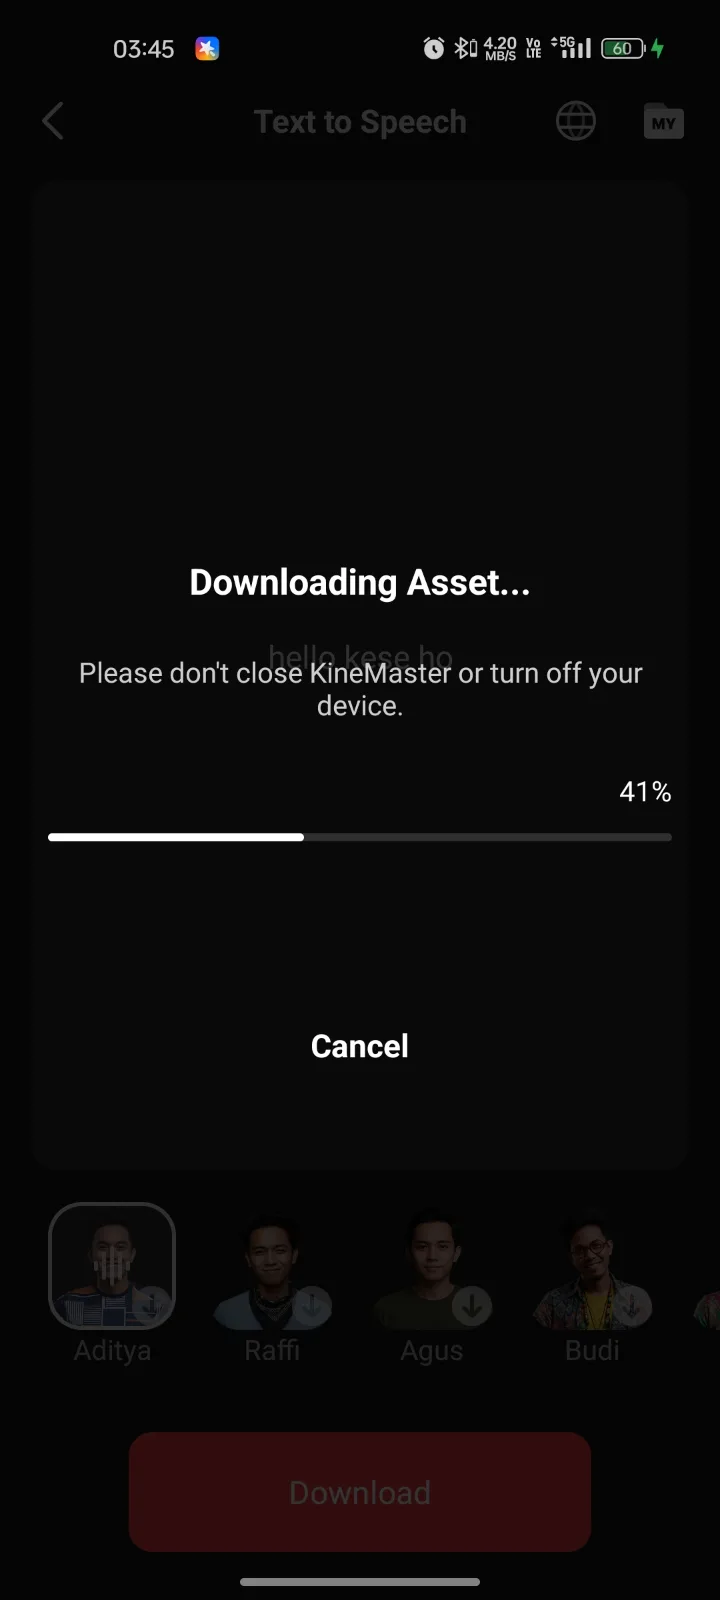 03:45
4.20
MB/S
Vo
LTE
5G
60
Text to Speech
MY
Downloading Asset...
hello kese ho
Please don't close KineMaster or turn off your
device.
41%
Cancel
Aditya
Raffi
Agus
Budi
Download